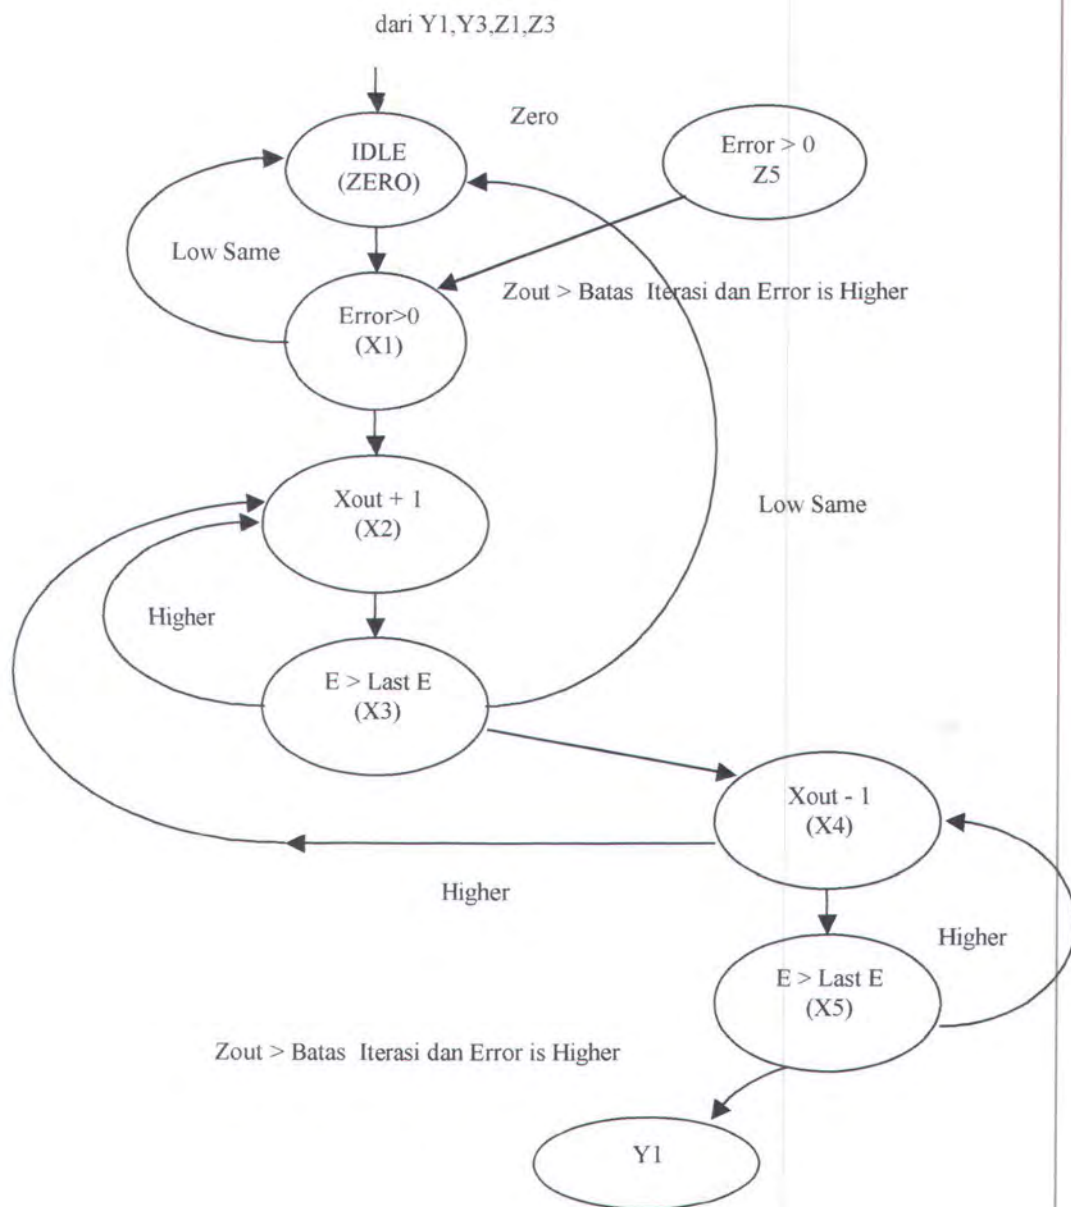 dari Y1,Y3,Z1,Z3
Zero
IDLE
(ZERO)
Error > 0
Z5
Low Same
Zout > Batas Iterasi dan Error is Higher
Error>0
(X1)
Xout + 1
(X2)
Low Same
Higher
E > Last E
(X3)
Xout - 1
(X4)
Higher
Higher
E > Last E
(X5)
Zout > Batas Iterasi dan Error is Higher
Y1